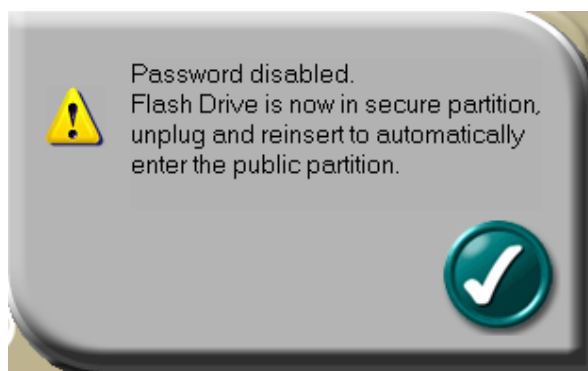 Password disabled.
Flash Drive is now in secure partition,
unplug and reinsert to automatically
enter the public partition.